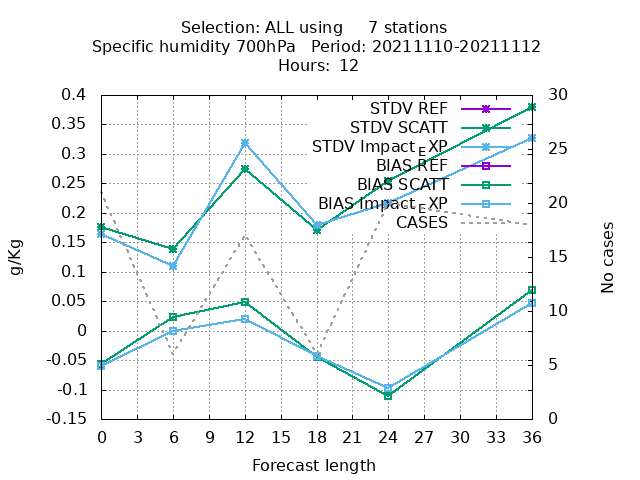 Selection: ALL using     7 stations
Specific humidity 700hPa   Period: 20211110-20211112
Hours: 12
0.4
0.35
0.3
0.25
0.2
0.15
0.1
0.05
0
-0.05
-0.1
-0.15
g/Kg
STDV REF
STDV SCATT
STDV Impact_EXP
BIAS REF
BIAS SCATT
BIAS Impact_EXP
CASES
30
25
20
15
10
5
0
No cases
0 3 6 9 12 15 18 21 24 27 30 33 36
Forecast length